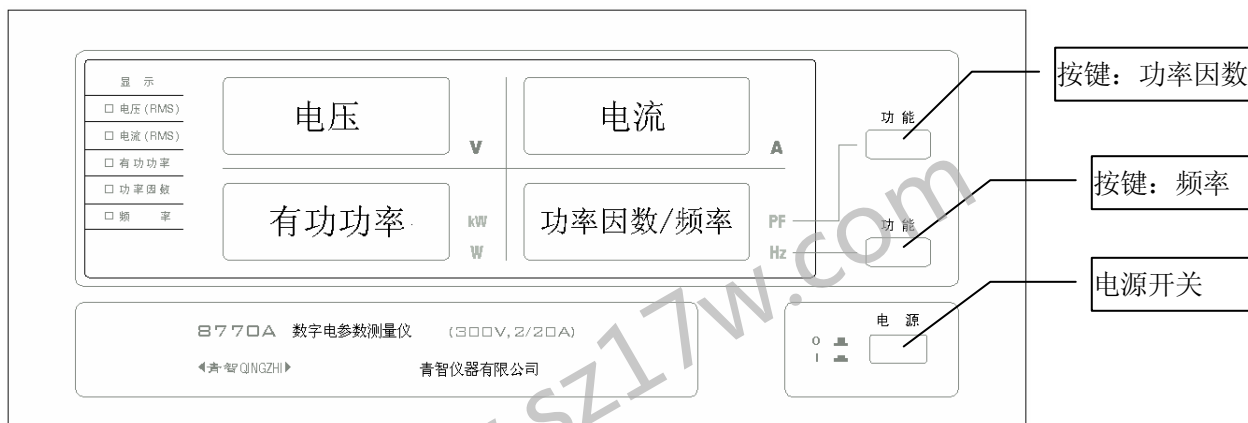 显 示
□ 电压(RMS)
□ 电流(RMS)
□ 有功功率
□ 功率因数
□ 频 率
电压
V
电流
A
有功功率
kW
W
功率因数/频率
PF
Hz
功 能
功 能
按键：功率因数
按键：频率
电源开关
8770A 数字电参数测量仪 (300V,2/20A)
青智QINGZHI
青智仪器有限公司
电 源
O
I
.sz17w.com